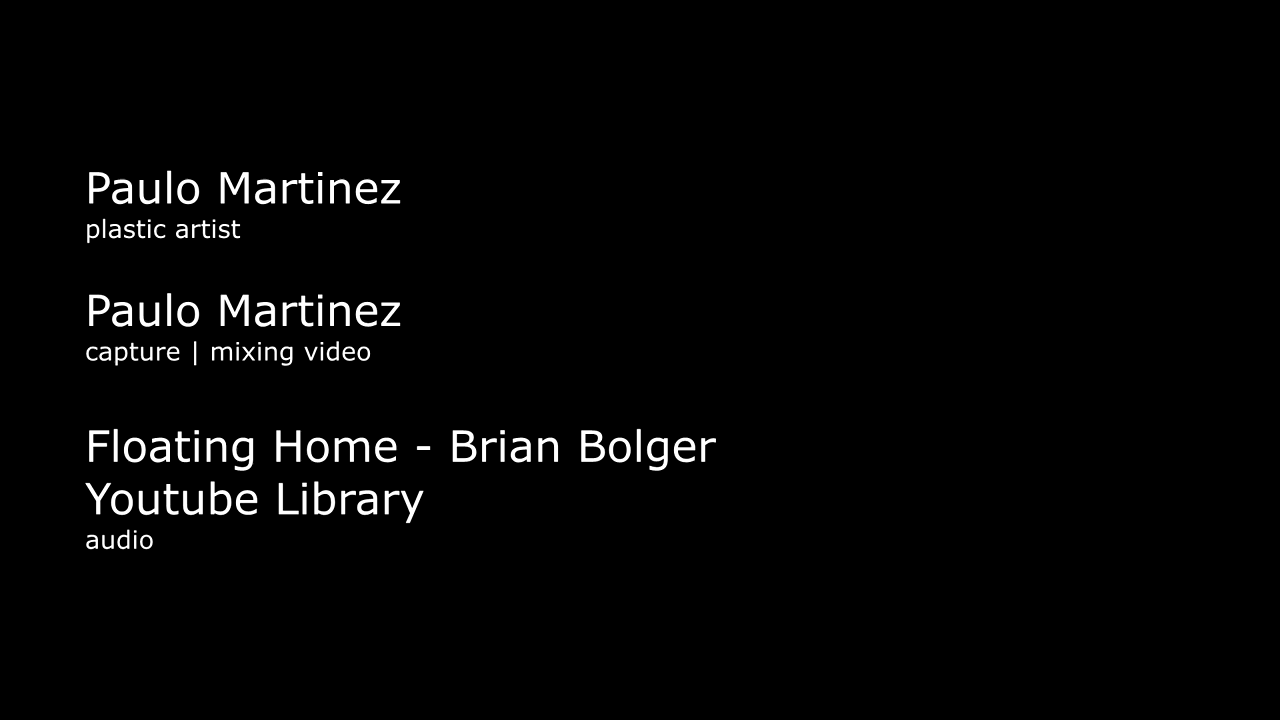 Paulo Martinez
plastic artist
Paulo Martinez
capture | mixing video
Floating Home - Brian Bolger
Youtube Library
audio